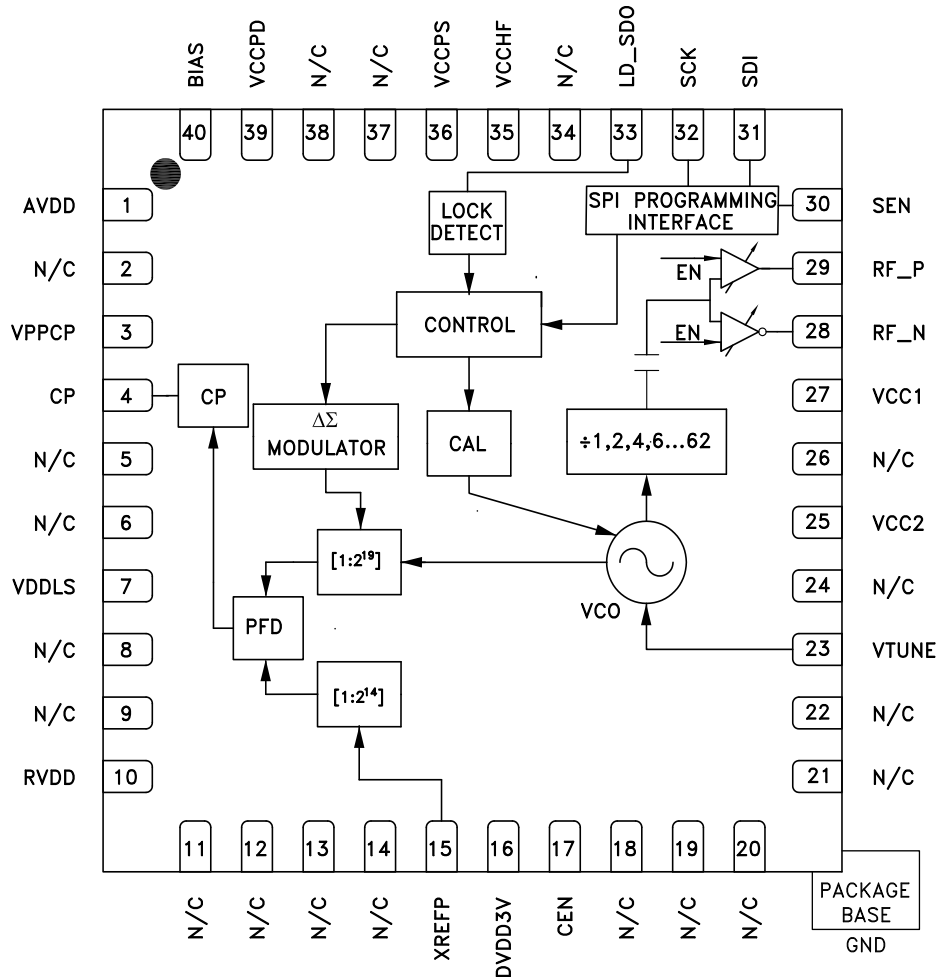 BIAS
VCCPD
N/C
N/C
VCCPS
VCCHF
N/C
LD_SDO
SCK
SDI
40
39
38
37
36
35
34
33
32
31
AVDD 1
N/C 2
VPPCP 3
CP 4
N/C 5
N/C 6
VDDLS 7
N/C 8
N/C 9
RVDD 10
LOCK
DETECT
SPI PROGRAMMING
INTERFACE
CONTROL
EN
EN
CP
ΔΣ
MODULATOR
CAL
÷1,2,4,6...62
[1:2¹⁹]
VCO
PFD
[1:2¹⁴]
30 SEN
29 RF_P
28 RF_N
27 VCC1
26 N/C
25 VCC2
24 N/C
23 VTUNE
22 N/C
21 N/C
11
12
13
14
15
16
17
18
19
20
N/C
N/C
N/C
N/C
XREFP
DVDD3V
CEN
N/C
N/C
N/C
PACKAGE
BASE
GND